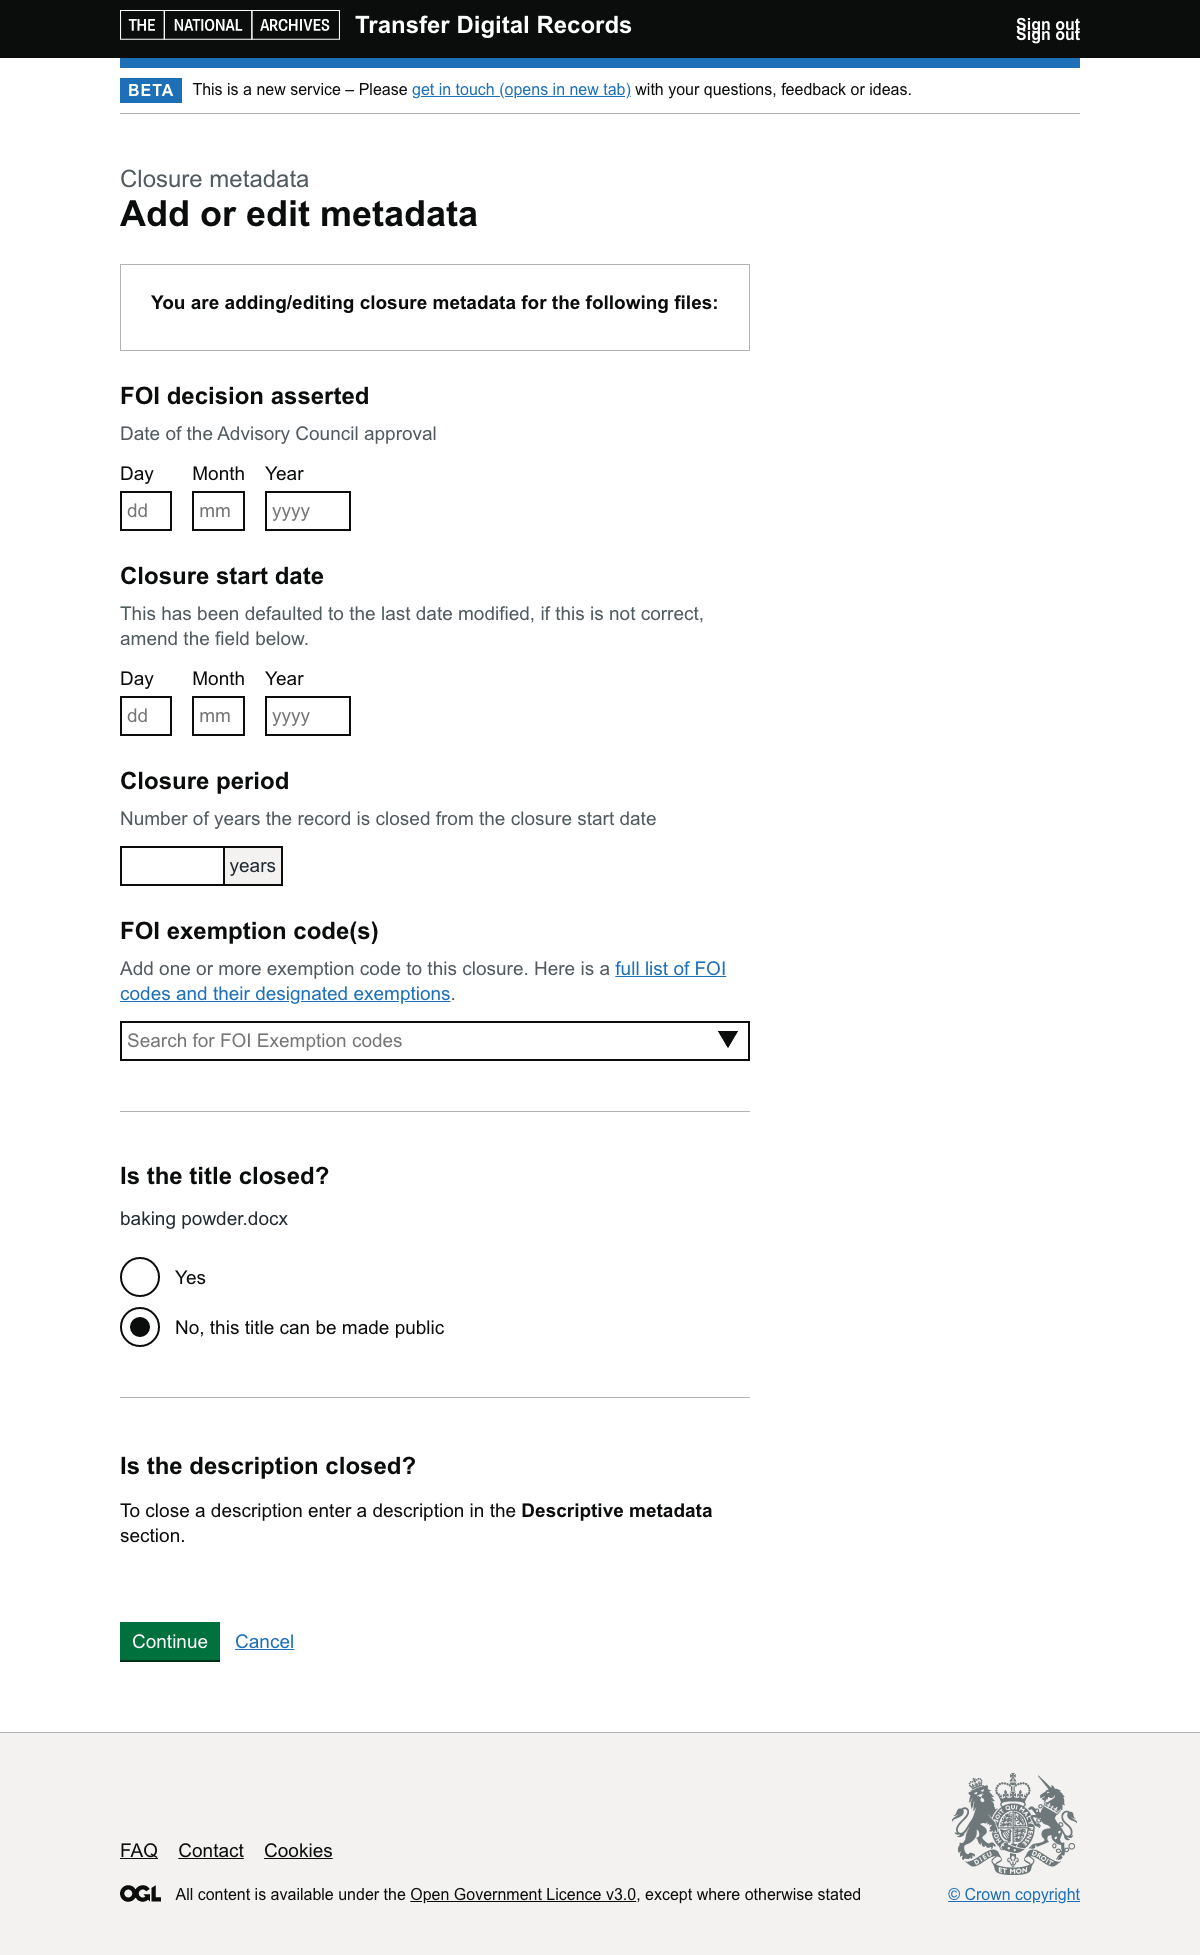 THE NATIONAL ARCHIVES Transfer Digital Records
Sign out
Sign out
BETA This is a new service – Please get in touch (opens in new tab) with your questions, feedback or ideas.
Closure metadata
Add or edit metadata
You are adding/editing closure metadata for the following files:
FOI decision asserted
Date of the Advisory Council approval
Day Month Year
dd mm yyyy
Closure start date
This has been defaulted to the last date modified, if this is not correct,
amend the field below.
Day Month Year
dd mm yyyy
Closure period
Number of years the record is closed from the closure start date
years
FOI exemption code(s)
Add one or more exemption code to this closure. Here is a full list of FOI
codes and their designated exemptions.
Search for FOI Exemption codes
Is the title closed?
baking powder.docx
Yes
No, this title can be made public
Is the description closed?
To close a description enter a description in the Descriptive metadata
section.
Continue Cancel
FAQ Contact Cookies
DIEU ET MON DROIT
OGL All content is available under the Open Government Licence v3.0, except where otherwise stated
© Crown copyright